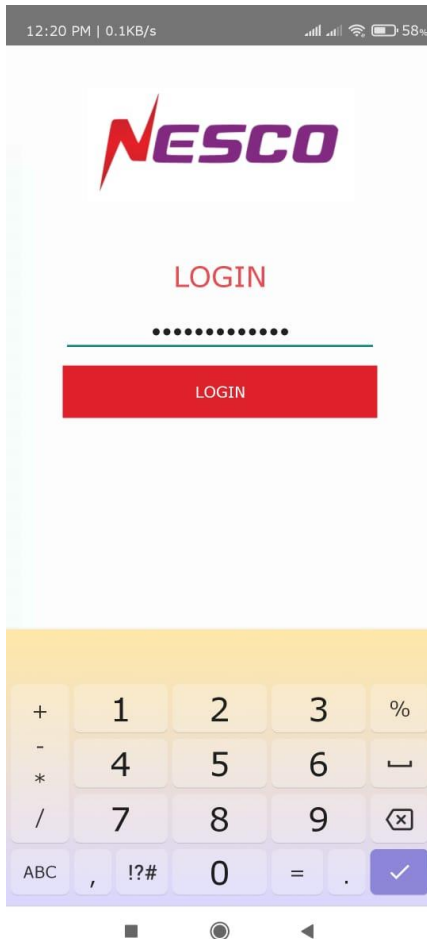 12:20 PM | 0.1KB/s 58%
NESCO
LOGIN
•••••••••••••
LOGIN
+ 1 2 3 %
-
4 5 6
*
/ 7 8 9
ABC , !?# 0 = .